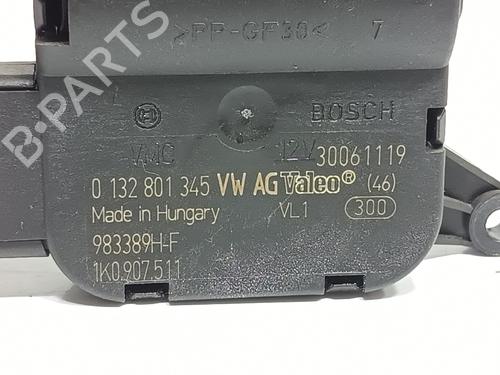 >PP-GF30< 7
BOSCH
VMC 12V 30061119
0 132 801 345 VW AG Valeo® (46)
Made in Hungary VL1 300
983389H-F
1K0.907.511
B-PARTS